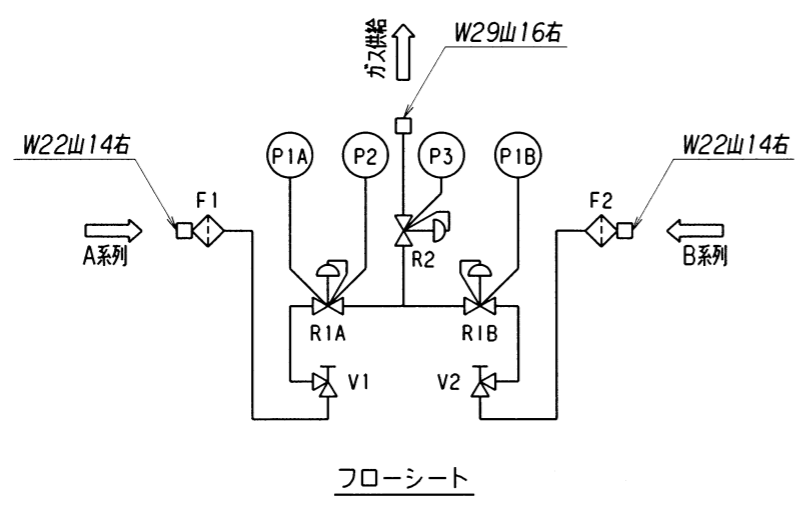 W29山16右
ガス供給
W22山14右
W22山14右
P1A
P2
P3
P1B
F1
F2
A系列
B系列
R2
R1A
R1B
V1
V2
フローシート